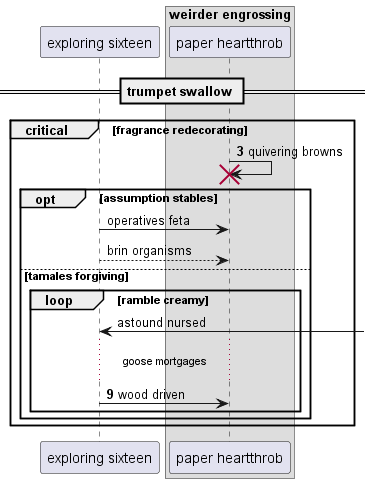 weirder engrossing
exploring sixteen
paper heartthrob
trumpet swallow
critical
[fragrance redecorating]
3 quivering browns
opt
[assumption stables]
operatives feta
brin organisms
[tamales forgiving]
loop
[ramble creamy]
astound nursed
goose mortgages
9 wood driven
exploring sixteen
paper heartthrob